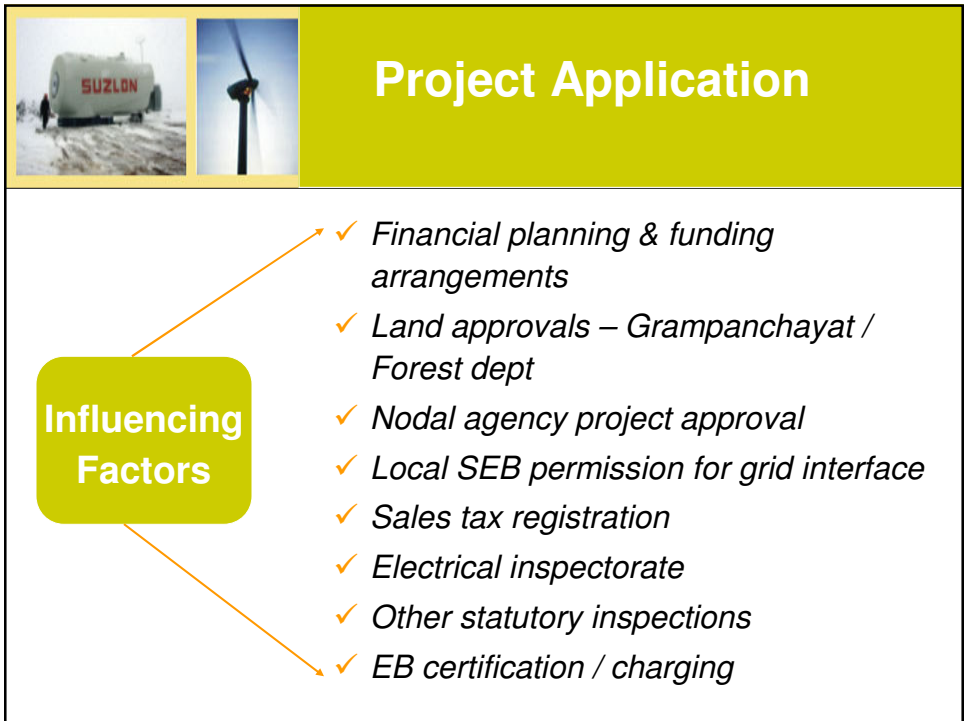 SUZLON
Project Application
Influencing
Factors
✓ Financial planning & funding
arrangements
✓ Land approvals – Grampanchayat /
Forest dept
✓ Nodal agency project approval
✓ Local SEB permission for grid interface
✓ Sales tax registration
✓ Electrical inspectorate
✓ Other statutory inspections
✓ EB certification / charging